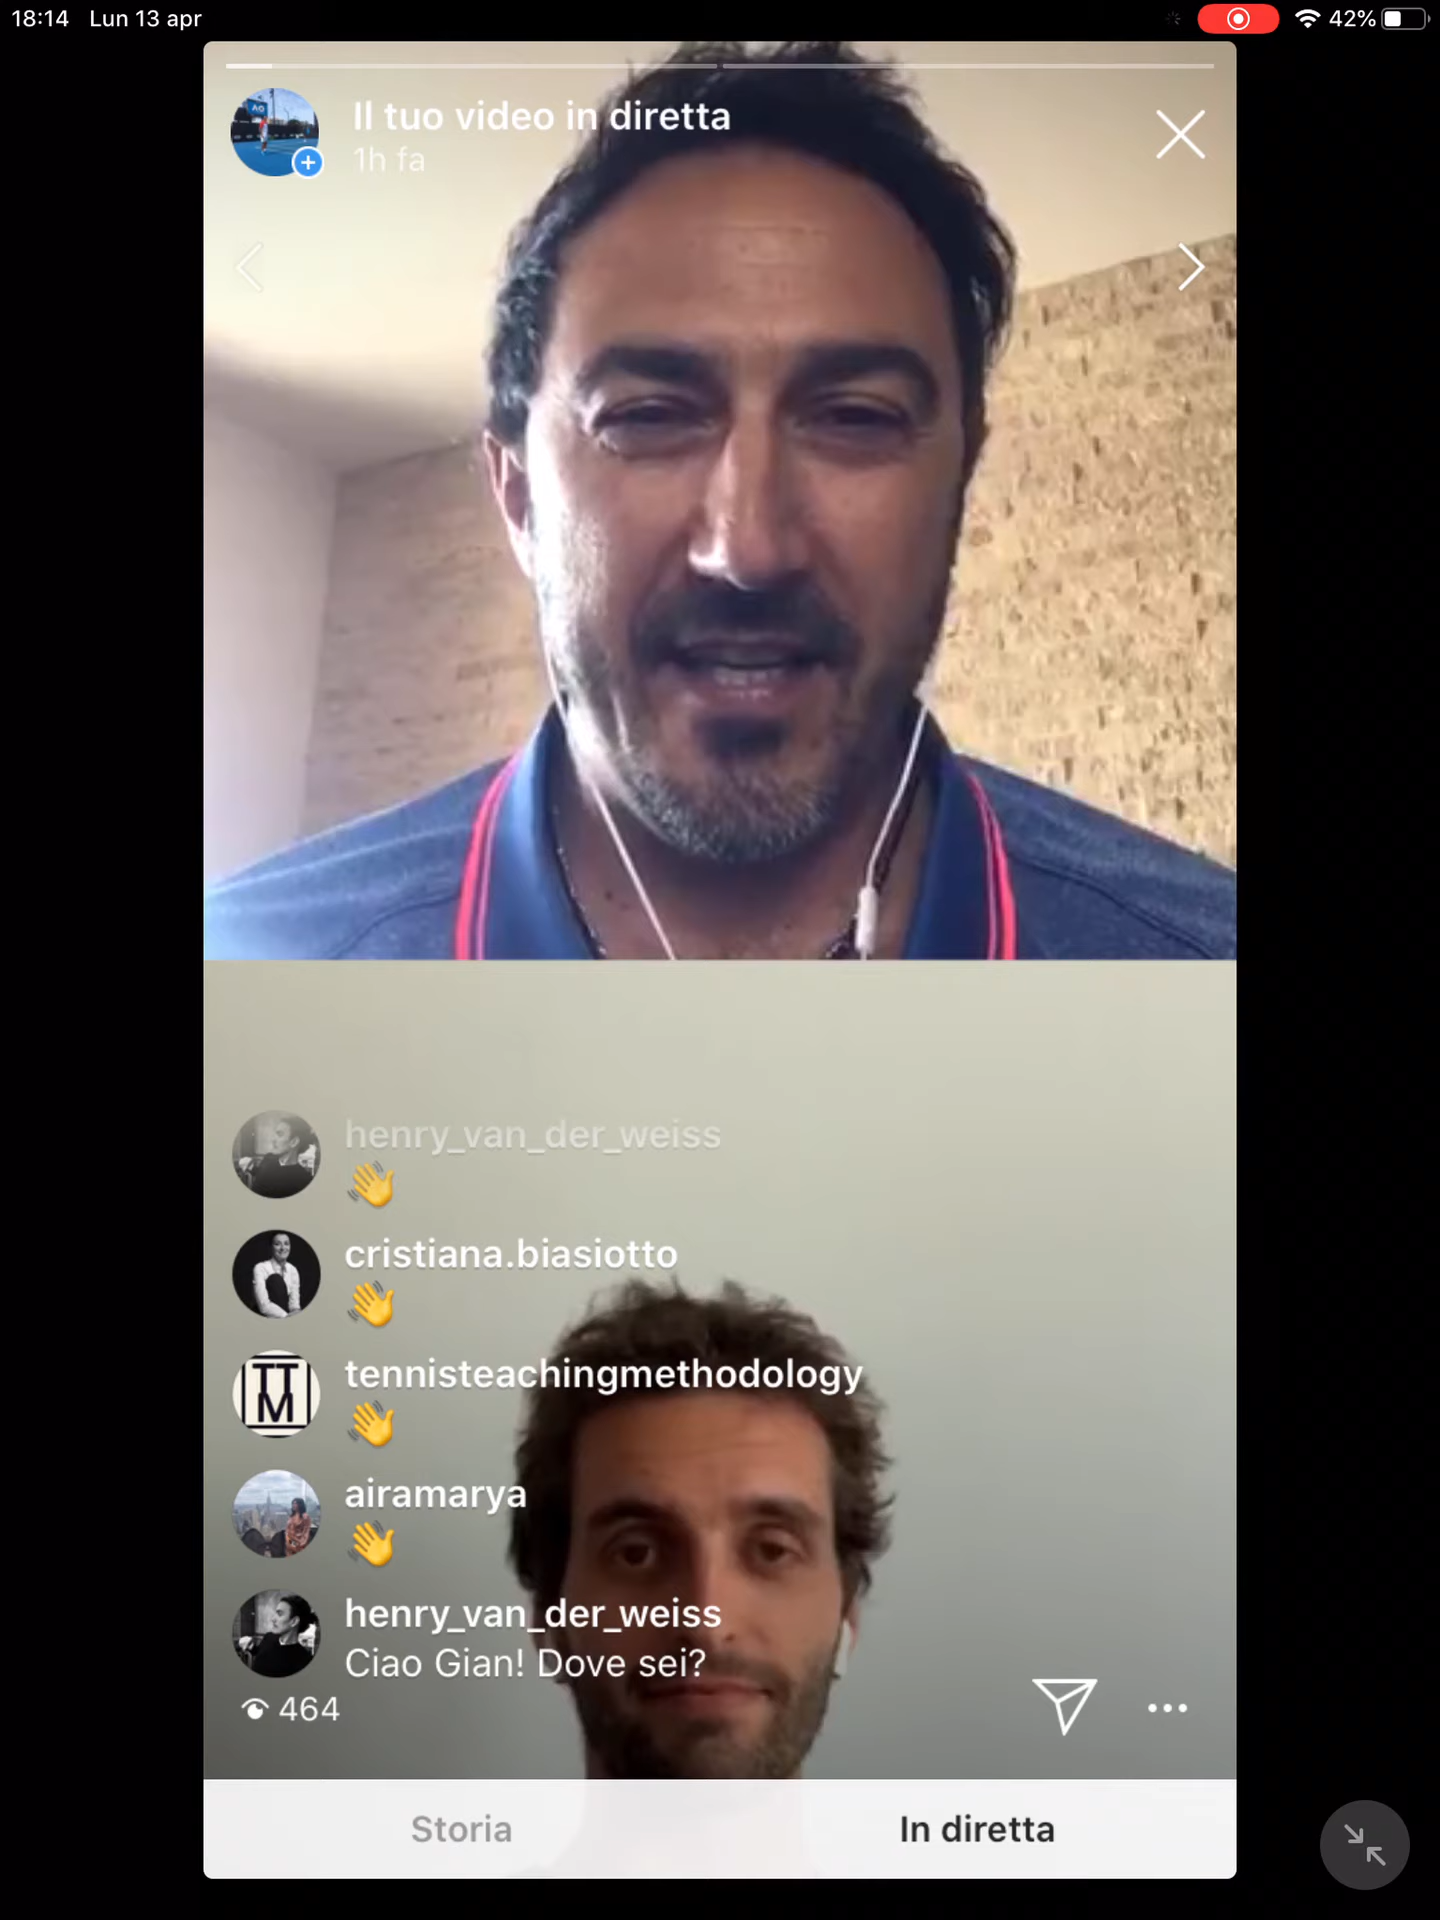 18:14 Lun 13 apr 42%
Il tuo video in diretta
1h fa
henry_van_der_weiss
👋
cristiana.biasiotto
👋
TTM
tennisteachingmethodology
👋
airamarya
👋
henry_van_der_weiss
Ciao Gian! Dove sei?
464
Storia In diretta